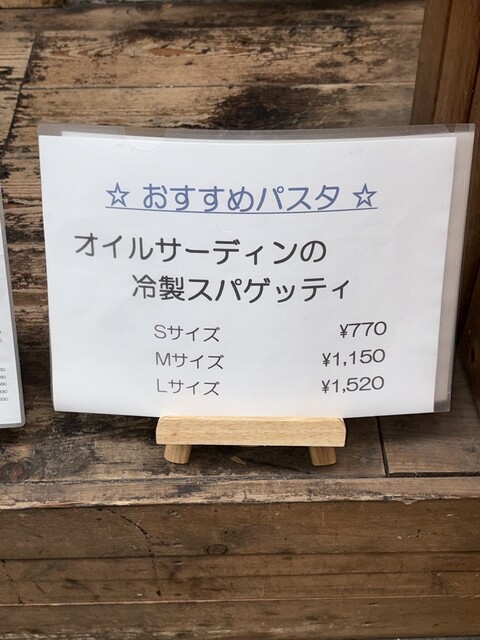 ☆ おすすめパスタ ☆
オイルサーディンの
冷製スパゲッティ
Sサイズ ¥770
Mサイズ ¥1,150
Lサイズ ¥1,520